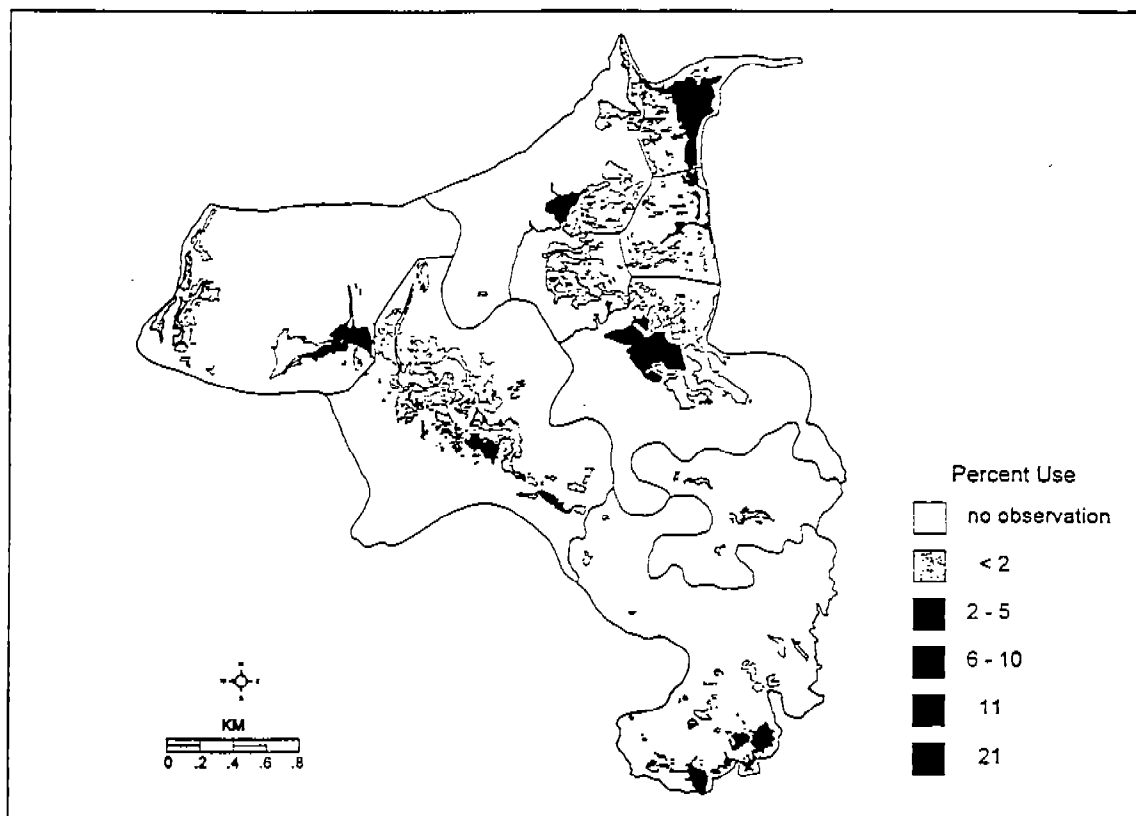 Percent Use
no observation
< 2
2 - 5
6 - 10
11
21
KM
0 .2 .4 .6 .8